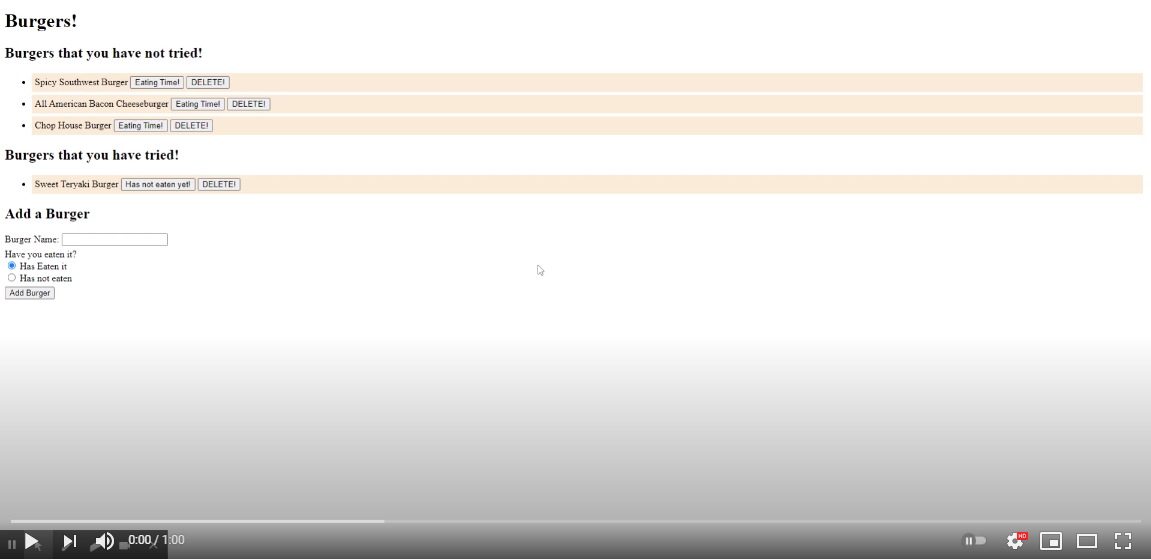 Burgers!
Burgers that you have not tried!
Spicy Southwest Burger Eating Time! DELETE!
All American Bacon Cheeseburger Eating Time! DELETE!
Chop House Burger Eating Time! DELETE!
Burgers that you have tried!
Sweet Teryaki Burger Has not eaten yet! DELETE!
Add a Burger
Burger Name:
Have you eaten it?
Has Eaten it
Has not eaten
Add Burger
0:00 / 1:00
HD